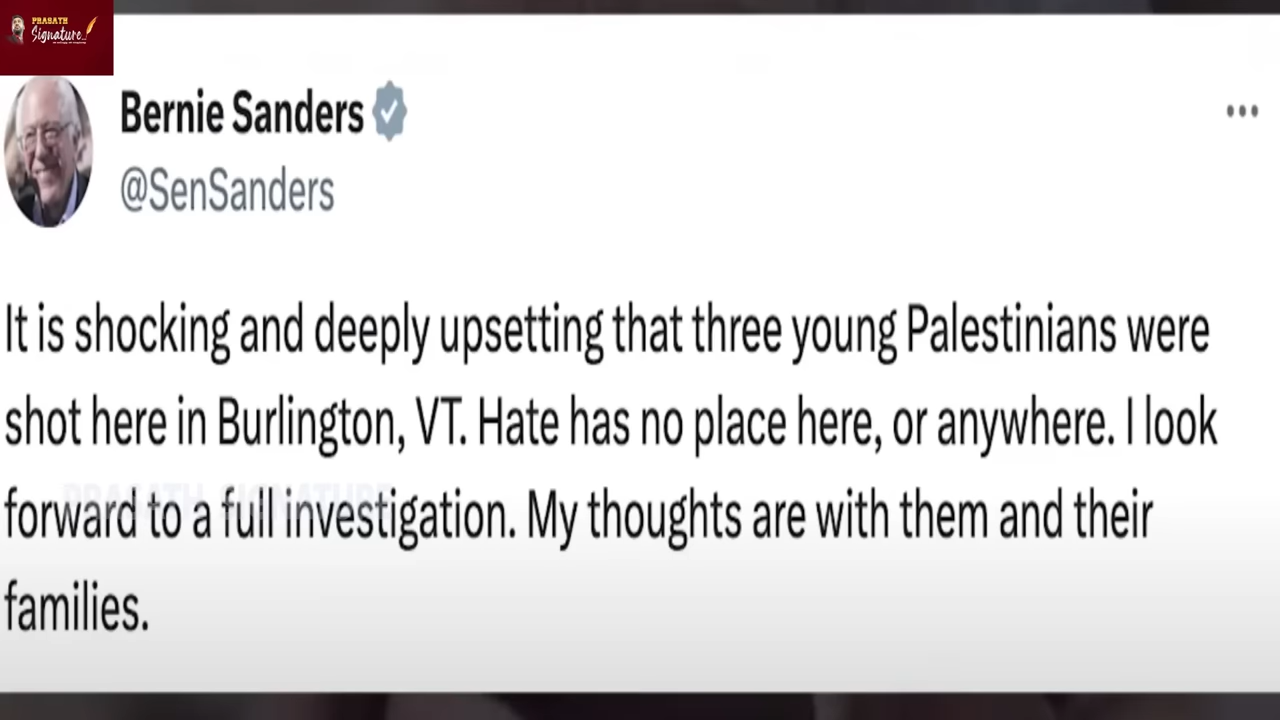 PRASATH
Signature
Bernie Sanders
@SenSanders
It is shocking and deeply upsetting that three young Palestinians were
shot here in Burlington, VT. Hate has no place here, or anywhere. I look
forward to a full investigation. My thoughts are with them and their
families.
PRASATH SIGNATURE